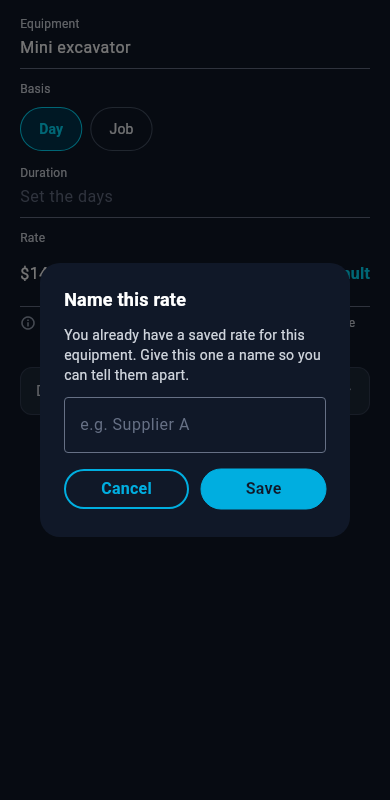 Equipment
Mini excavator
Basis
Day
Job
Duration
Set the days
Rate
Name this rate
You already have a saved rate for this
equipment. Give this one a name so you
can tell them apart.
e.g. Supplier A
Cancel
Save